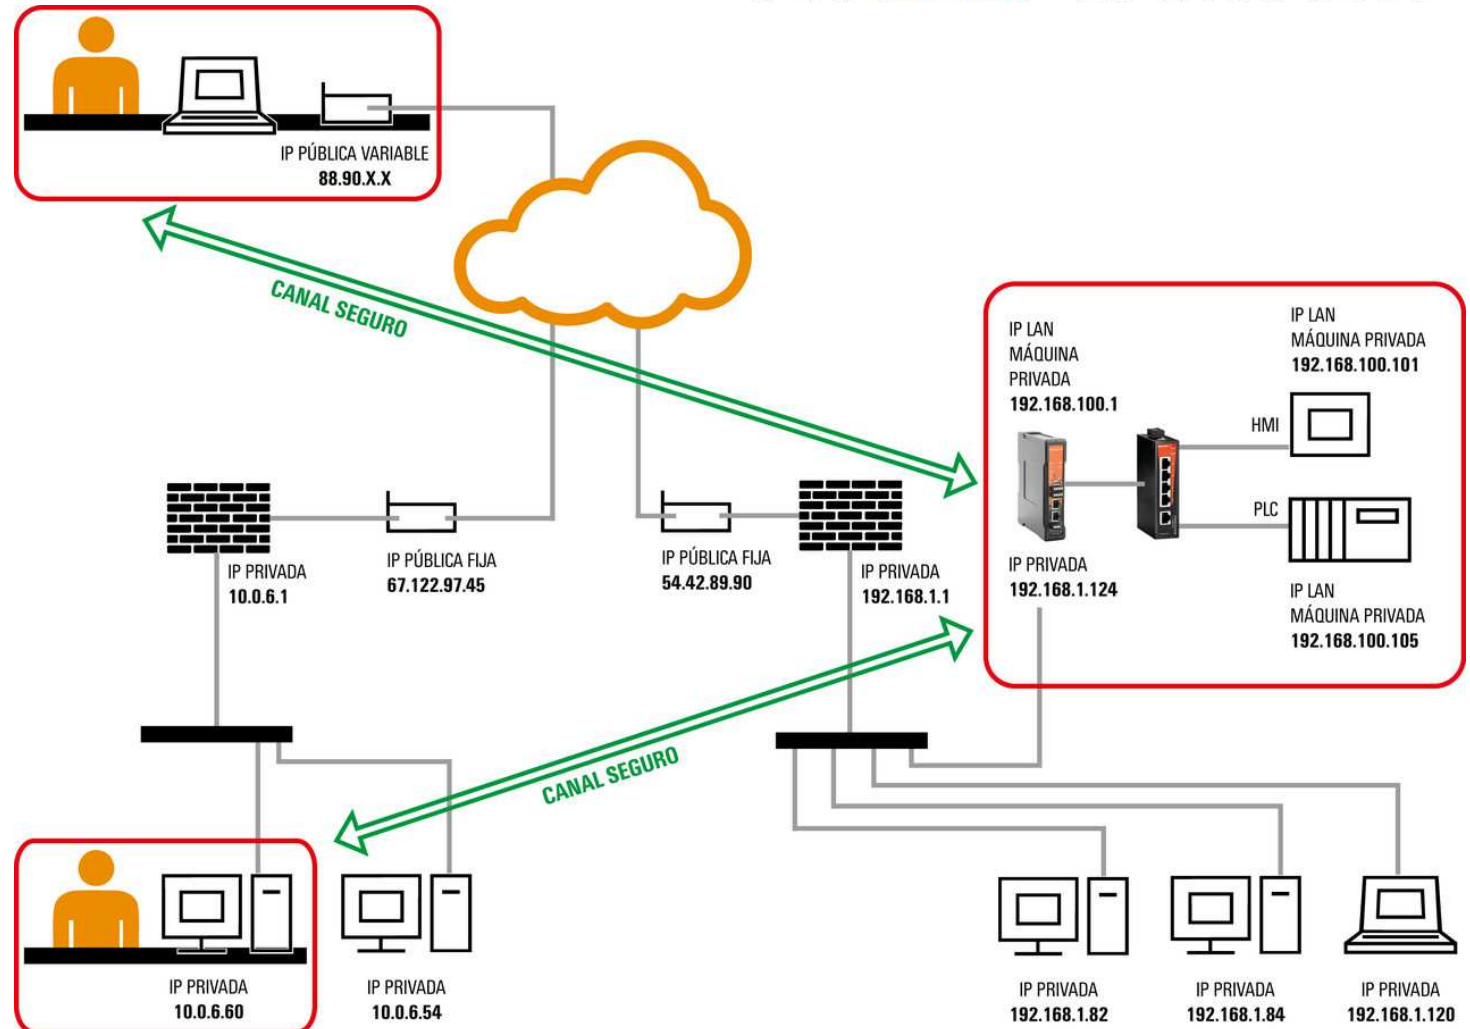 IP PÚBLICA VARIABLE
88.90.X.X
CANAL SEGURO
IP LAN
MÁQUINA
PRIVADA
192.168.100.1
IP LAN
MÁQUINA PRIVADA
192.168.100.101
HMI
PLC
IP PRIVADA
10.0.6.1
IP PÚBLICA FIJA
67.122.97.45
IP PÚBLICA FIJA
54.42.89.90
IP PRIVADA
192.168.1.1
IP PRIVADA
192.168.1.124
IP LAN
MÁQUINA PRIVADA
192.168.100.105
CANAL SEGURO
IP PRIVADA
10.0.6.60
IP PRIVADA
10.0.6.54
IP PRIVADA
192.168.1.82
IP PRIVADA
192.168.1.84
IP PRIVADA
192.168.1.120